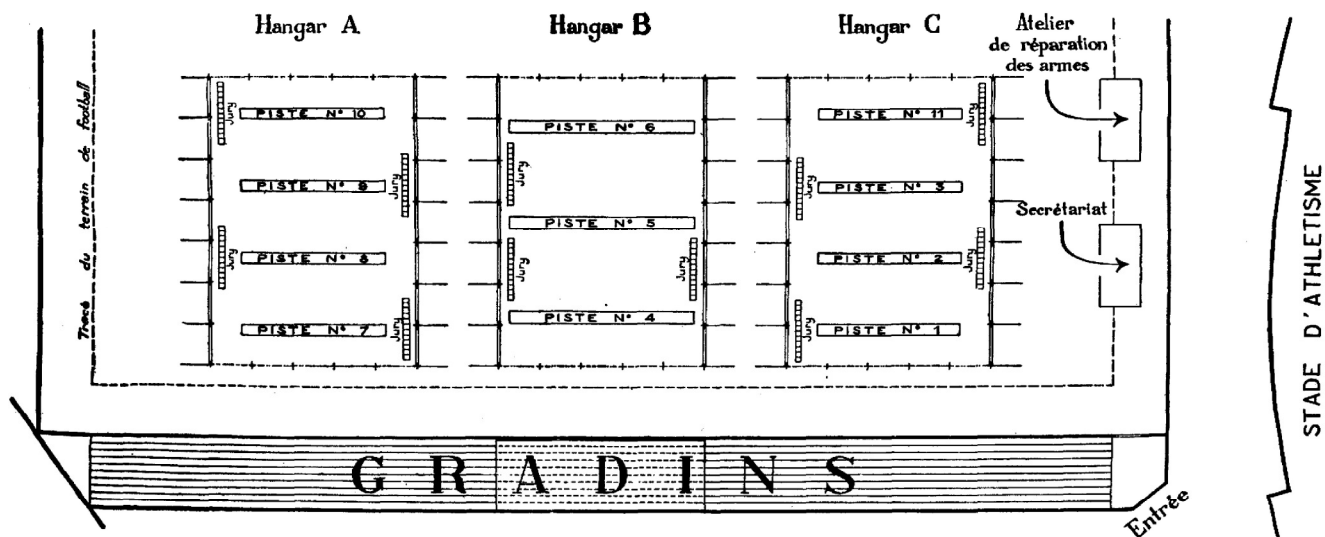 Hangar A
Hangar B
Hangar C
Atelier
de réparation
des armes
Tracé du terrain de football
Jury
PISTE N° 10
PISTE N° 9
Jury
Jury
PISTE N° 8
PISTE N° 7
Jury
PISTE N° 6
Jury
PISTE N° 5
Jury
Jury
PISTE N° 4
PISTE N° 11
Jury
Jury
PISTE N° 3
PISTE N° 2
Jury
Jury
PISTE N° 1
Secrétariat
STADE D'ATHLETISME
GRADINS
Entrée